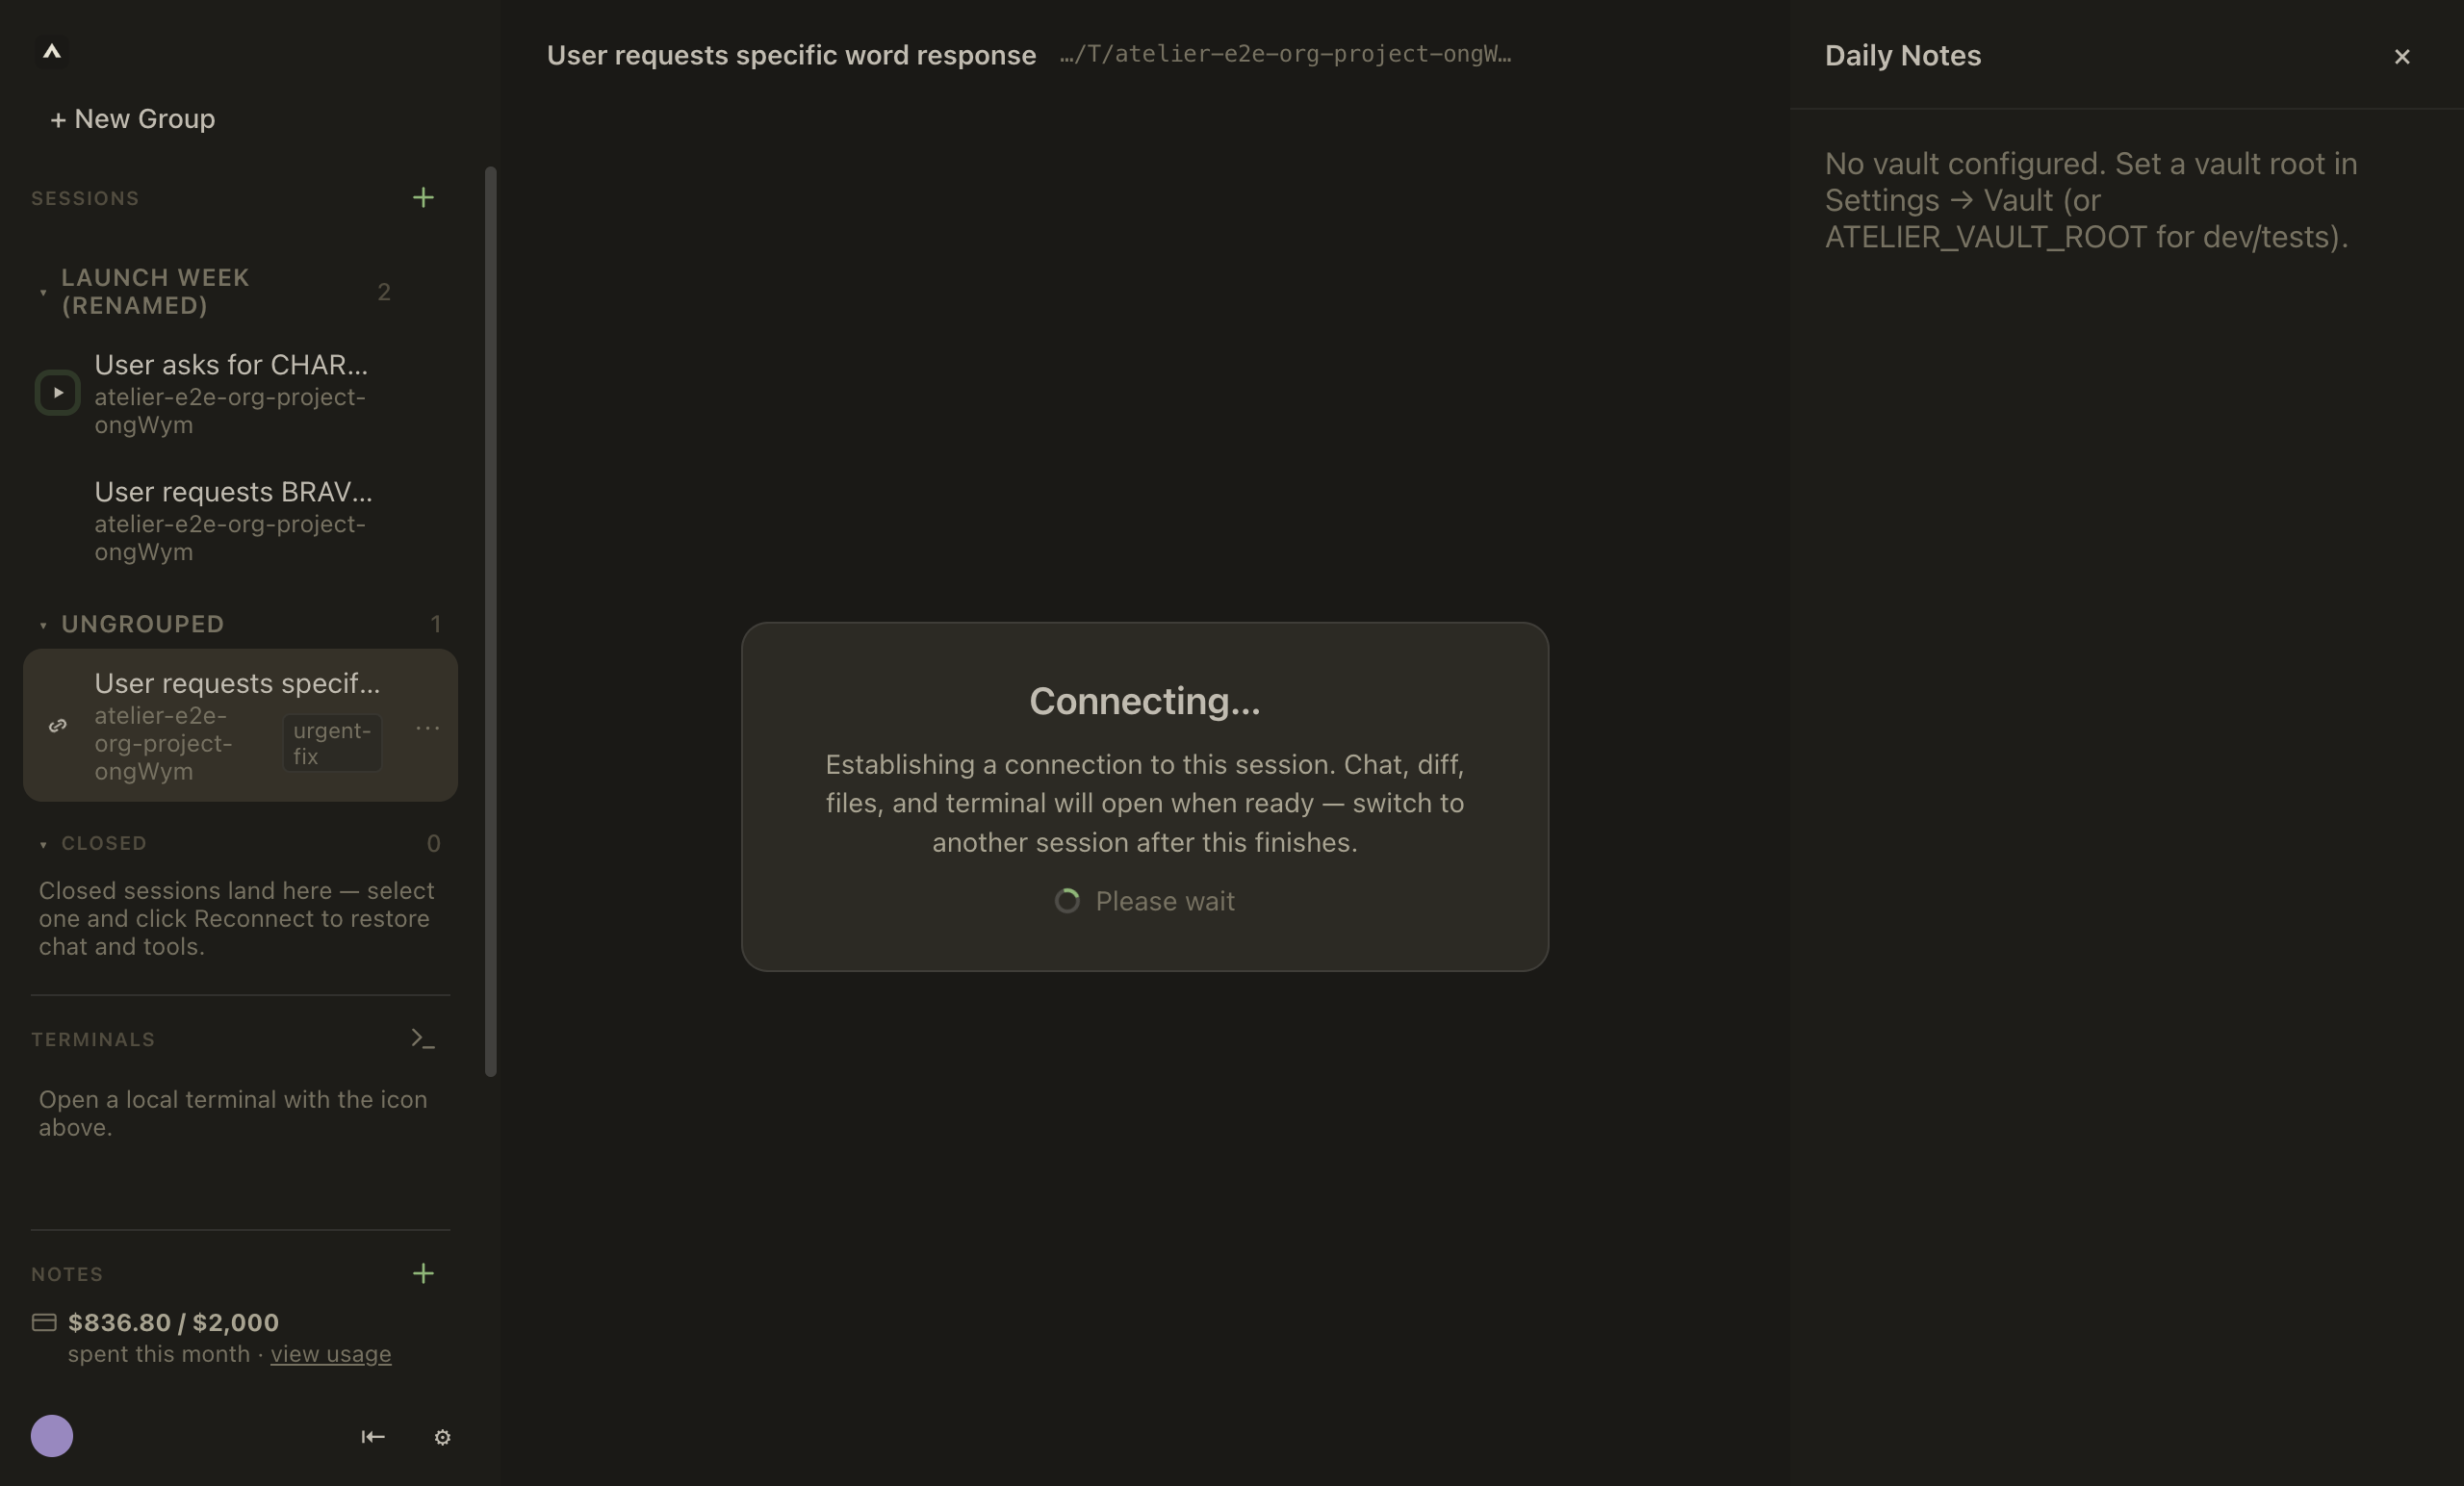 + New Group
SESSIONS
LAUNCH WEEK
(RENAMED)
2
User asks for CHAR...
atelier-e2e-org-project-
ongWym
User requests BRAV...
atelier-e2e-org-project-
ongWym
UNGROUPED 1
User requests specif...
atelier-e2e-
org-project-
ongWym
urgent-
fix
CLOSED 0
Closed sessions land here — select
one and click Reconnect to restore
chat and tools.
TERMINALS
Open a local terminal with the icon
above.
NOTES
$836.80 / $2,000
spent this month · view usage
User requests specific word response …/T/atelier-e2e-org-project-ongW…
Connecting...
Establishing a connection to this session. Chat, diff,
files, and terminal will open when ready — switch to
another session after this finishes.
Please wait
Daily Notes
No vault configured. Set a vault root in
Settings → Vault (or
ATELIER_VAULT_ROOT for dev/tests).